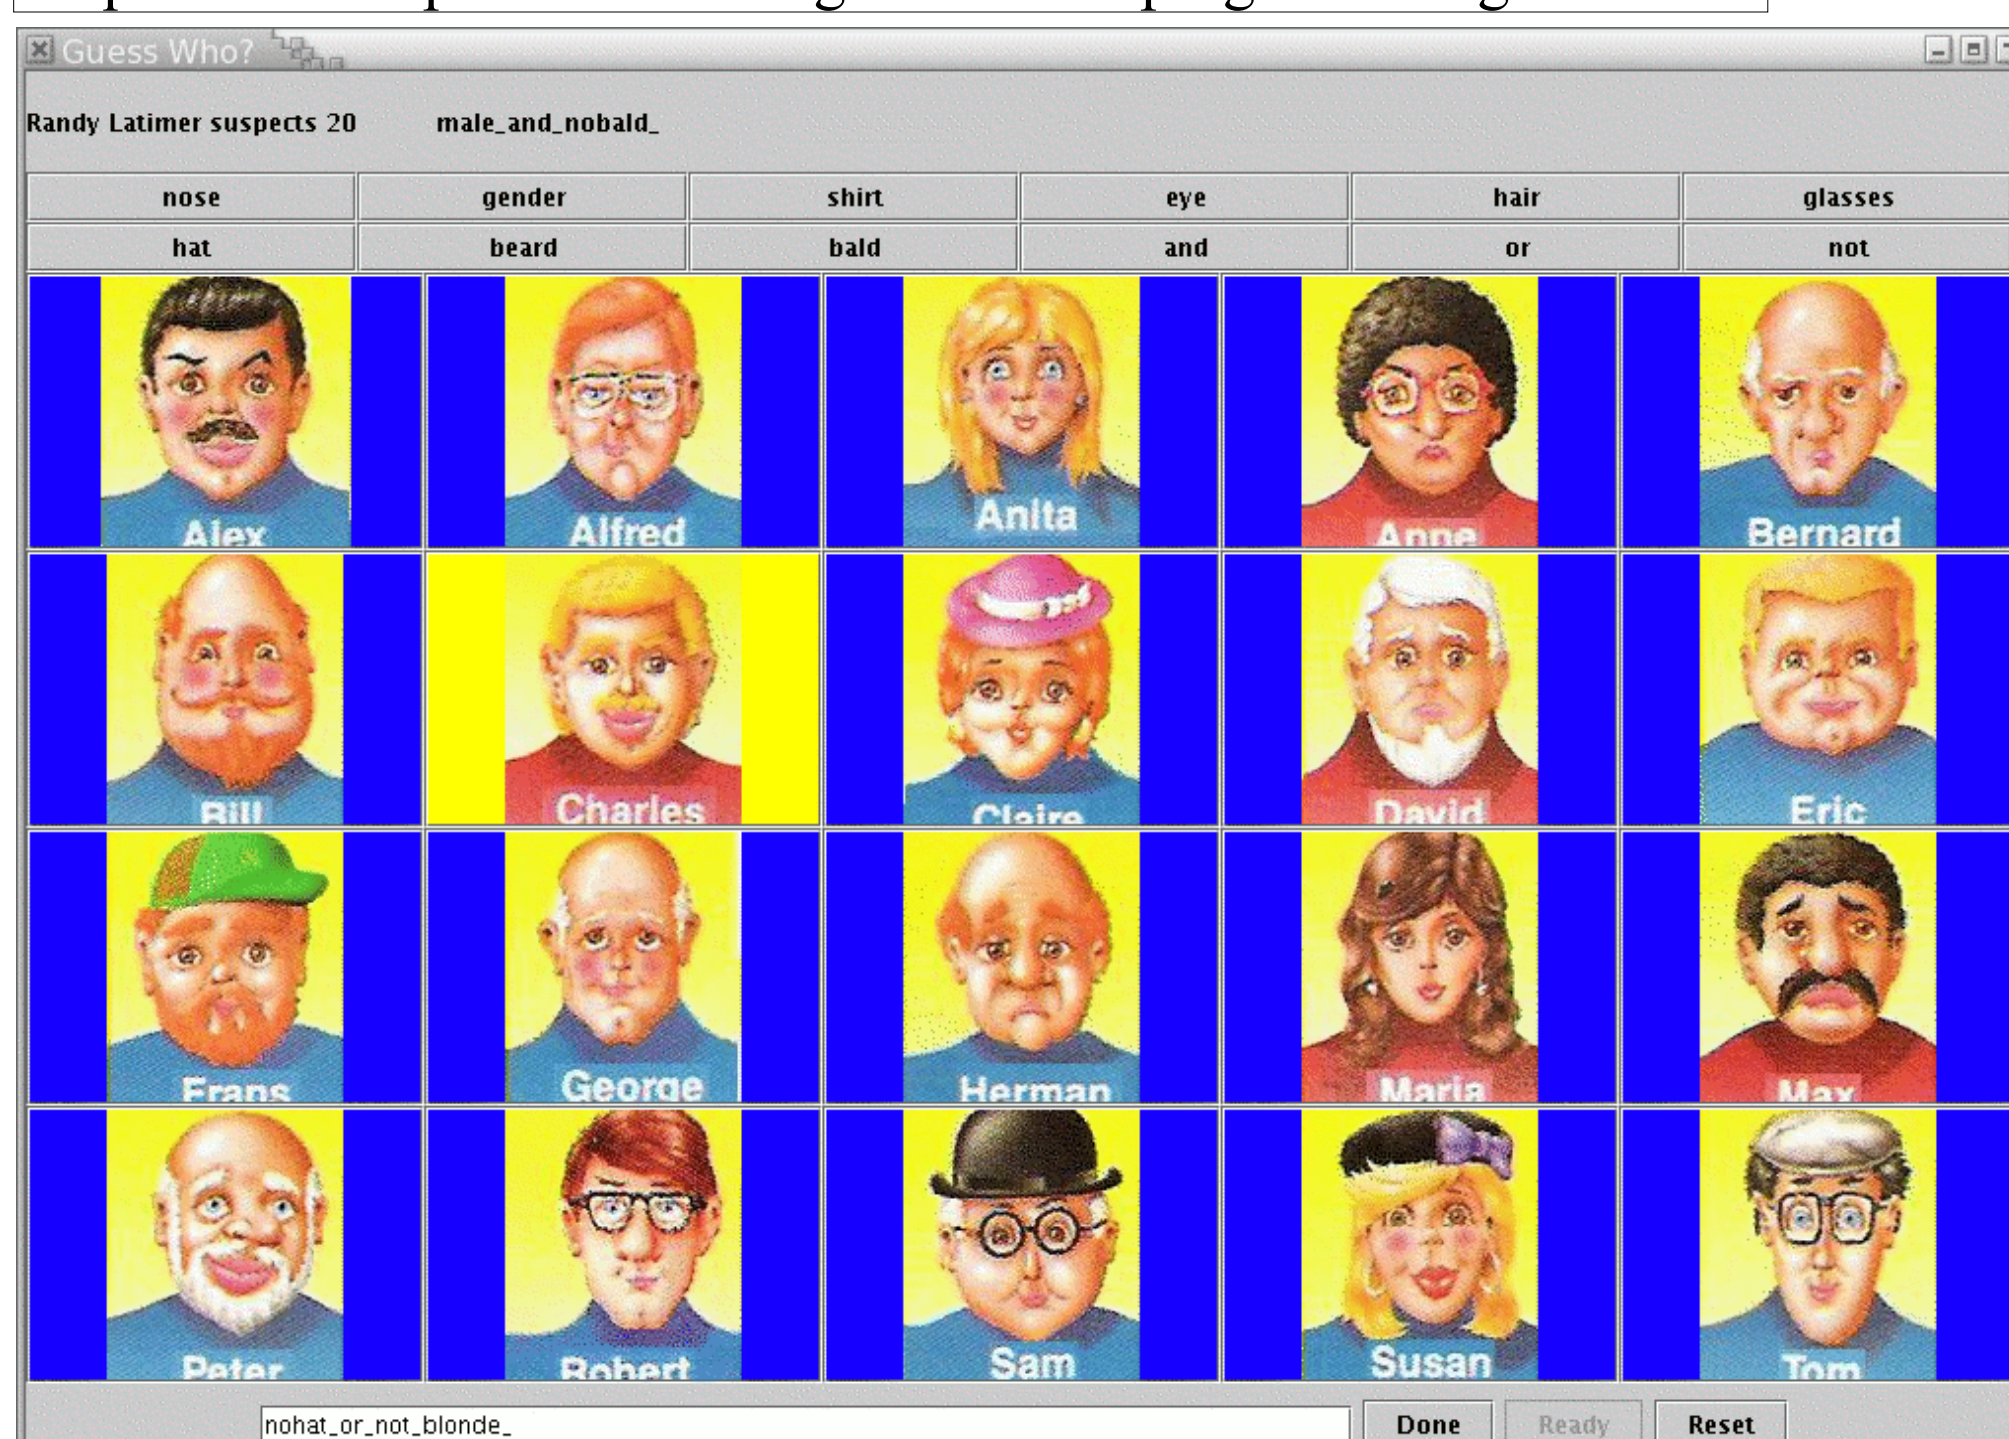 Guess Who?
Randy Latimer suspects 20 male_and_nobald_
nose gender shirt eye hair glasses
hat beard bald and or not
Alex Alfred Anita Anne Bernard
Bill Charles Claire David Eric
Frans George Herman Maria Max
Peter Robert Sam Susan Tom
nohat_or_not_blonde_ Done Ready Reset